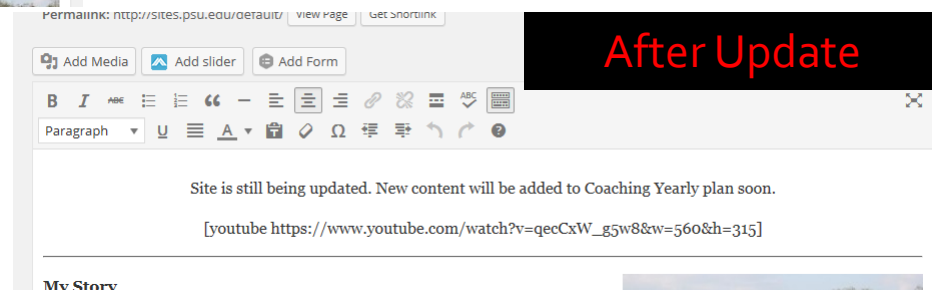 Permalink: http://sites.psu.edu/default/ View Page Get Shortlink
After Update
Add Media Add slider Add Form
B I ABC “ ABC
Paragraph U A T Ω ?
Site is still being updated. New content will be added to Coaching Yearly plan soon.
[youtube https://www.youtube.com/watch?v=qecCxW_g5w8&w=560&h=315]
My Story